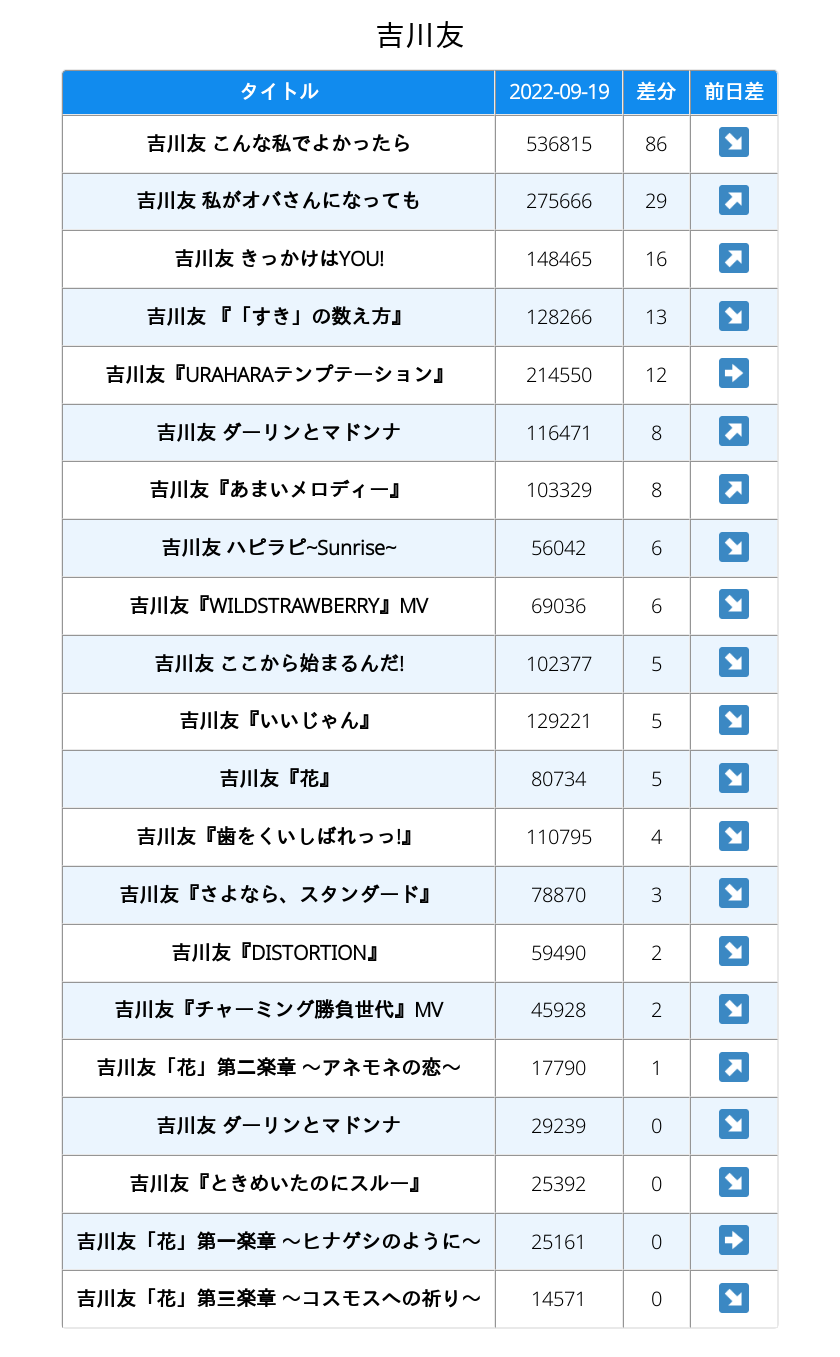 吉川友
タイトル 2022-09-19 差分 前日差
吉川友 こんな私でよかったら 536815 86 ↘
吉川友 私がオバさんになっても 275666 29 ↗
吉川友 きっかけはYOU! 148465 16 ↗
吉川友 『「すき」の数え方』 128266 13 ↘
吉川友『URAHARAテンプテーション』 214550 12 ➡
吉川友 ダーリンとマドンナ 116471 8 ↗
吉川友『あまいメロディー』 103329 8 ↗
吉川友 ハピラピ~Sunrise~ 56042 6 ↘
吉川友『WILDSTRAWBERRY』MV 69036 6 ↘
吉川友 ここから始まるんだ! 102377 5 ↘
吉川友『いいじゃん』 129221 5 ↘
吉川友『花』 80734 5 ↘
吉川友『歯をくいしばれっっ!』 110795 4 ↘
吉川友『さよなら、スタンダード』 78870 3 ↘
吉川友『DISTORTION』 59490 2 ↘
吉川友『チャーミング勝負世代』MV 45928 2 ↘
吉川友「花」第二楽章 〜アネモネの恋〜 17790 1 ↗
吉川友 ダーリンとマドンナ 29239 0 ↘
吉川友『ときめいたのにスルー』 25392 0 ↘
吉川友「花」第一楽章 〜ヒナゲシのように〜 25161 0 ➡
吉川友「花」第三楽章 〜コスモスへの祈り〜 14571 0 ↘